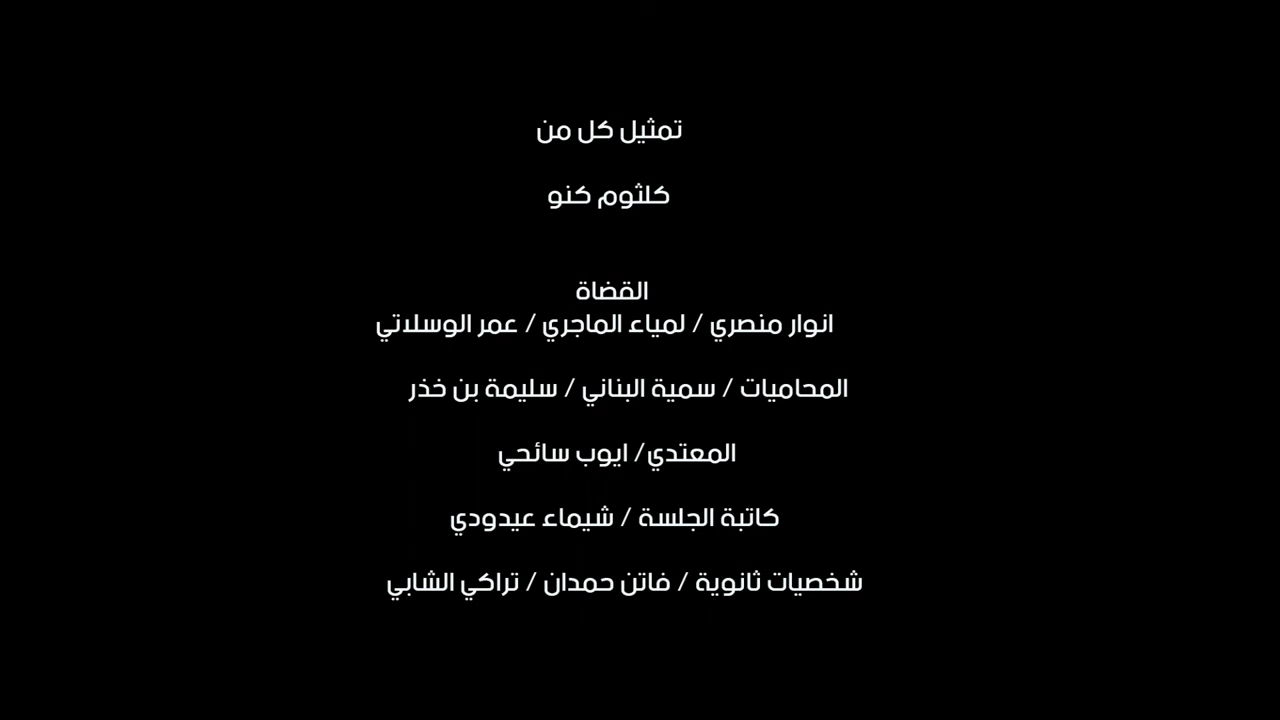 تمثيل كل من
كلثوم كنو
القضاة
انوار منصري / لمياء الماجري / عمر الوسلاتي
المحاميات / سمية البناني / سليمة بن خذر
المعتدي/ ايوب سائحي
كاتبة الجلسة / شيماء عيدودي
شخصيات ثانوية / فاتن حمدان / تراكي الشابي